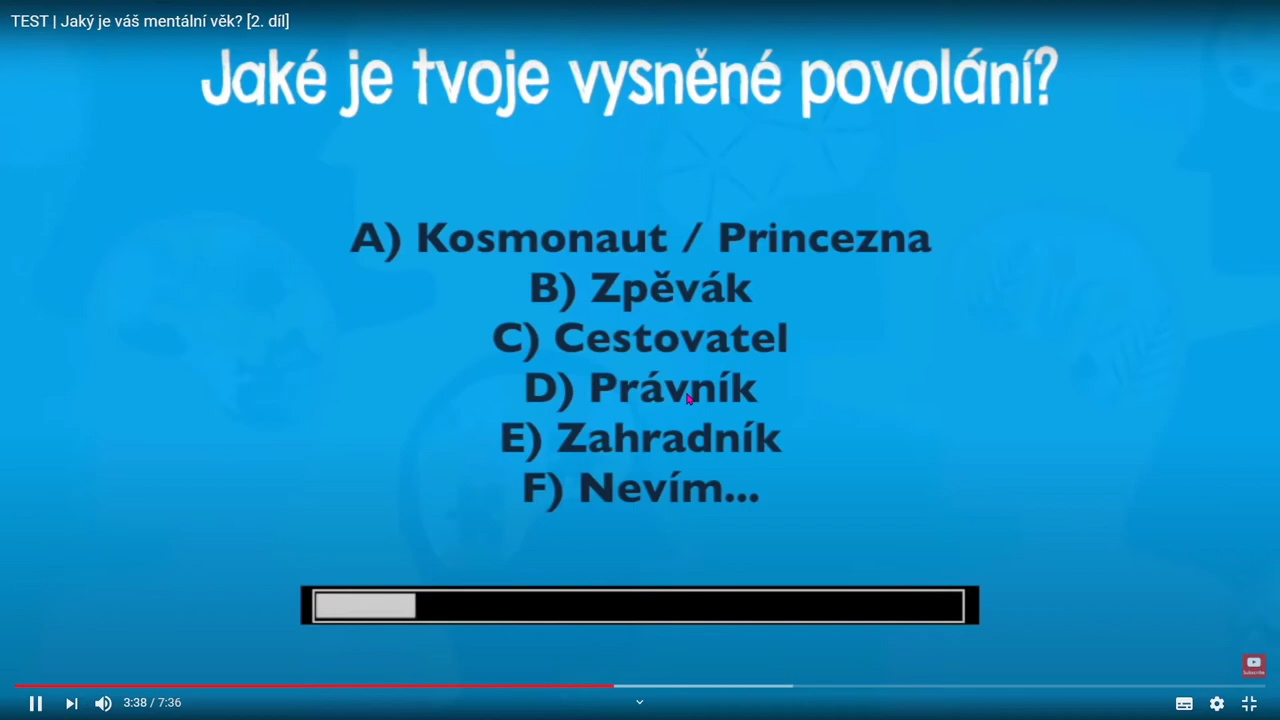 TEST | Jaký je váš mentální věk? [2. díl]
Jaké je tvoje vysněné povolání?
A) Kosmonaut / Princezna
B) Zpěvák
C) Cestovatel
D) Právník
E) Zahradník
F) Nevím...
Subscribe
3:38 / 7:36